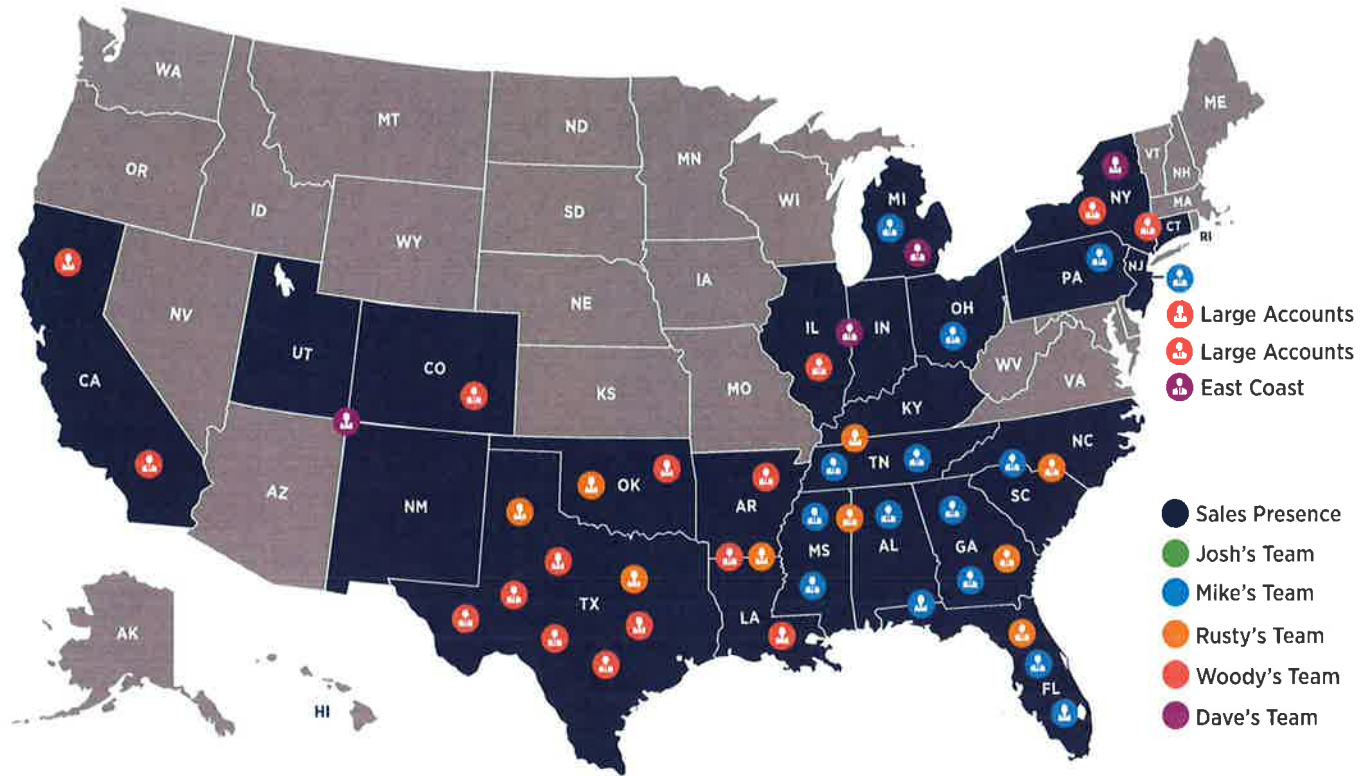 WA
MT
ND
MN
ME
OR
ID
SD
WI
MI
VT
NH
NY
MA
CT
RI
WY
IA
PA
NJ
NV
NE
IL
IN
OH
Large Accounts
Large Accounts
East Coast
UT
CO
CA
KS
MO
WV
VA
KY
AZ
NM
OK
AR
TN
NC
SC
MS
AL
GA
TX
LA
FL
AK
HI
Sales Presence
Josh's Team
Mike's Team
Rusty's Team
Woody's Team
Dave's Team